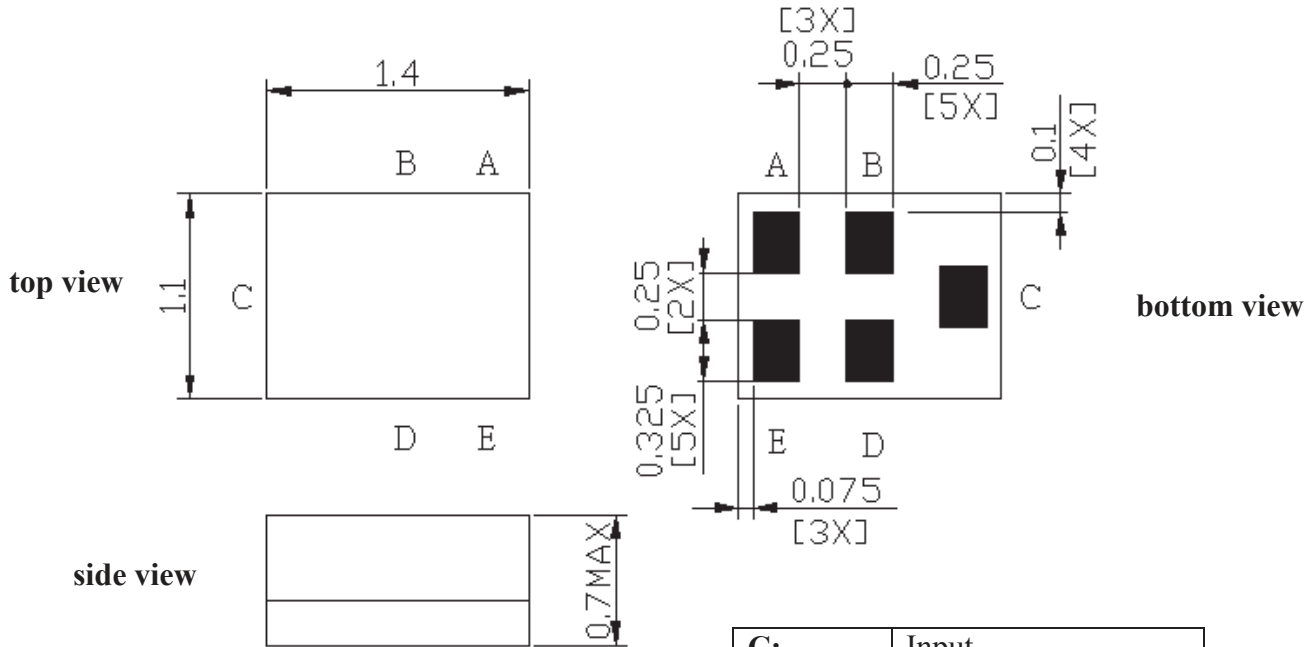 [3X]
0.25
1.4
0.25
[5X]
0.1
[4X]
B A
A B
top view
1.1
C
0.25
[2X]
C
bottom view
0.325
[5X]
D E
E D
0.075
[3X]
side view
0.7MAX
C: Input